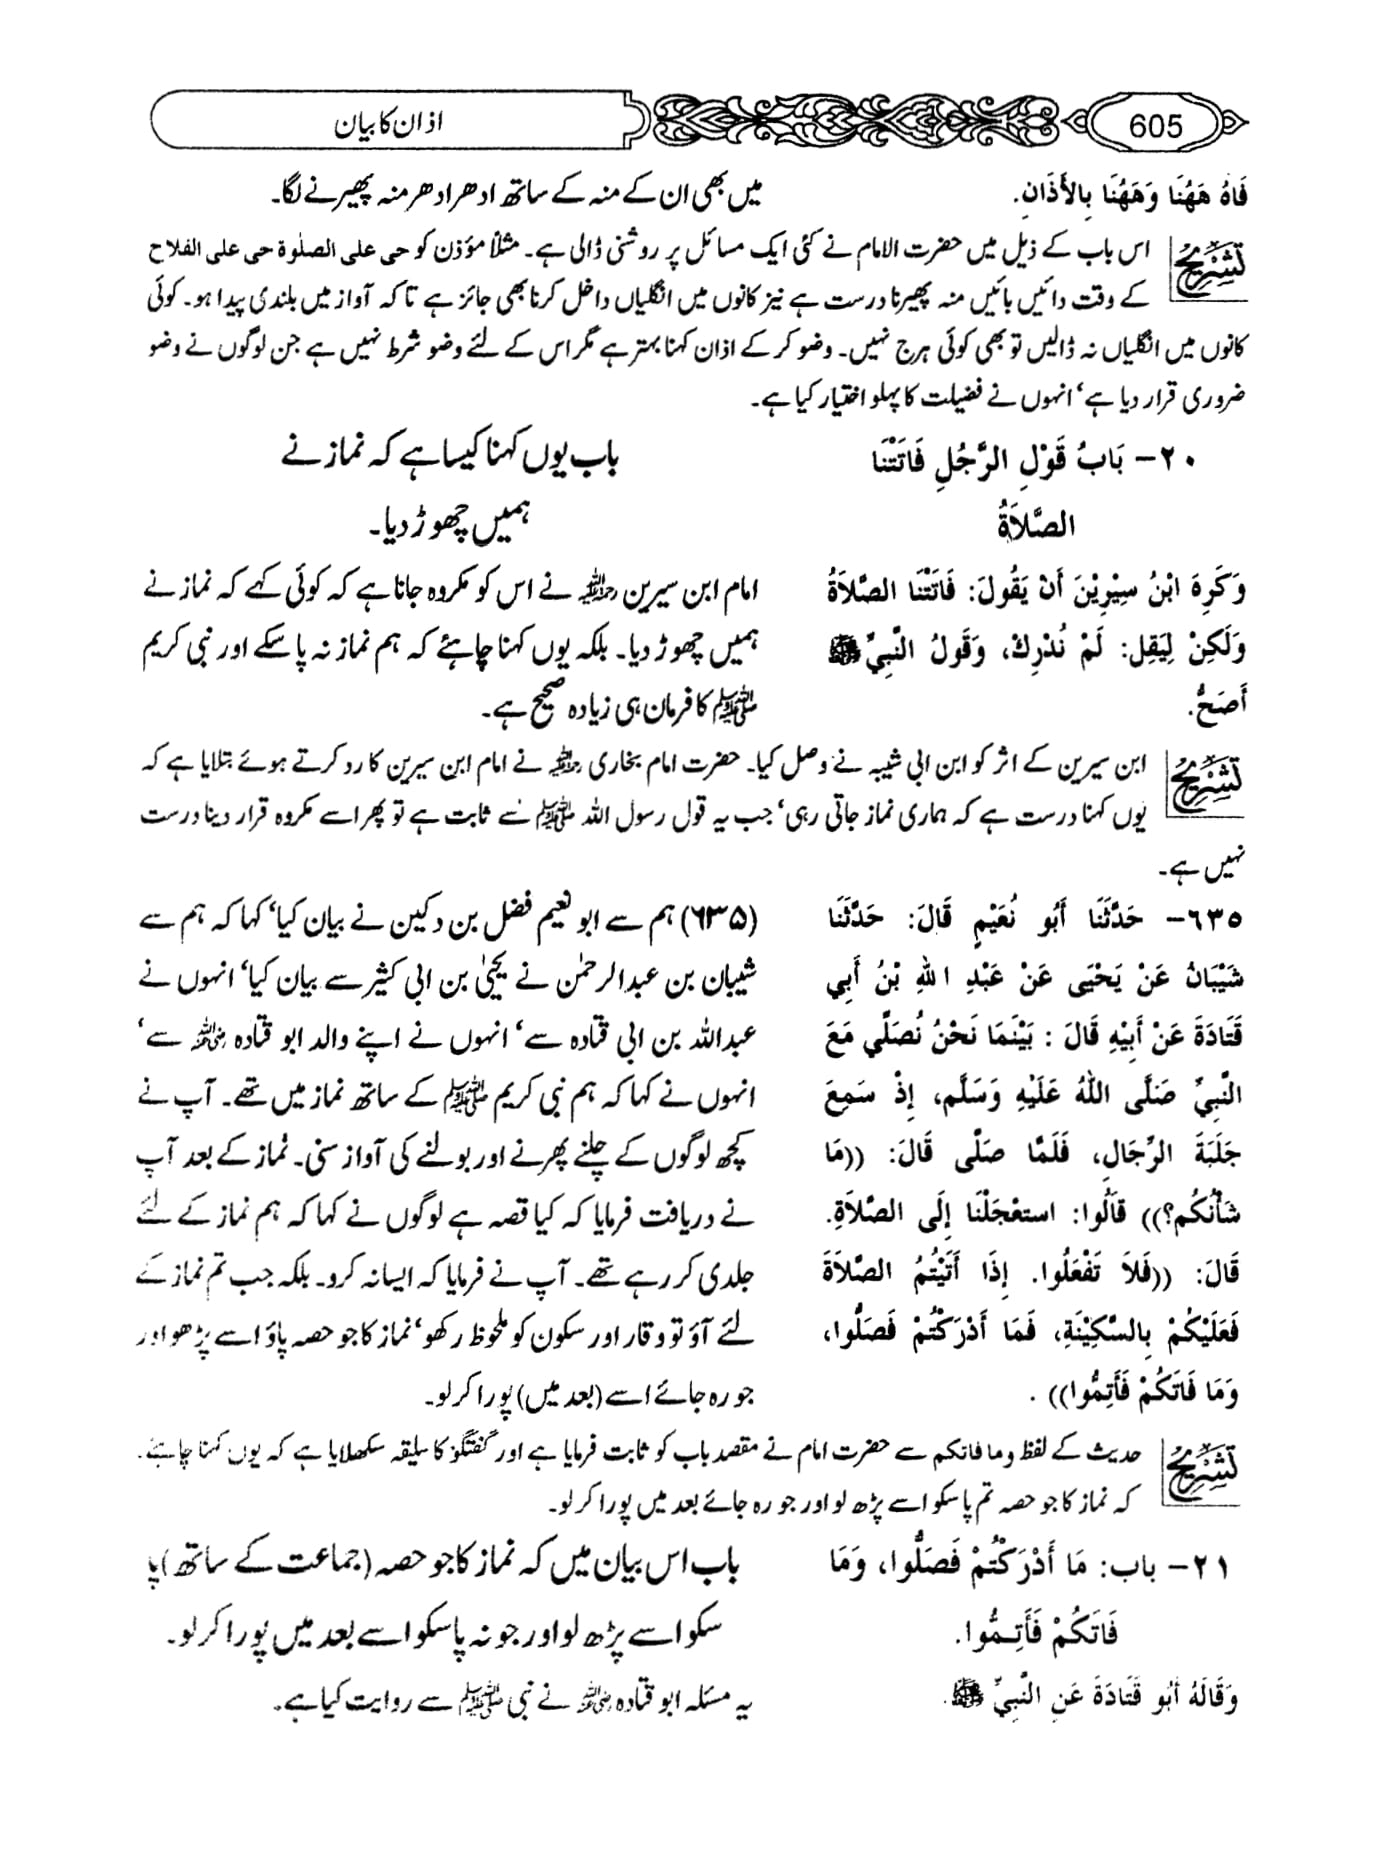 605
اذان کا بیان
فَاهُ هَهُنَا وَهَهُنَا بِالأَذَانِ.
میں بھی ان کے منہ کے ساتھ ادھر ادھر منہ پھیرنے لگا۔
تشریح
اس باب کے ذیل میں حضرت الامام نے کئی ایک مسائل پر روشنی ڈالی ہے۔ مثلاً مؤذن کو حی علی الصلوٰۃ حی علی الفلاح
کے وقت دائیں بائیں منہ پھیرنا درست ہے نیز کانوں میں انگلیاں داخل کرنا بھی جائز ہے تاکہ آواز میں بلندی پیدا ہو۔ کوئی
کانوں میں انگلیاں نہ ڈالیں تو بھی کوئی ہرج نہیں۔ وضو کر کے اذان کہنا بہتر ہے مگر اس کے لئے وضو شرط نہیں ہے جن لوگوں نے وضو
ضروری قرار دیا ہے‘ انہوں نے فضیلت کا پہلو اختیار کیا ہے۔
٢٠- بَابُ قَوْلِ الرَّجُلِ فَاتَتْنَا
الصَّلاَةُ
باب یوں کہنا کیسا ہے کہ نماز نے
ہمیں چھوڑ دیا۔
وَكَرِهَ ابْنُ سِيْرِيْنَ أَنْ يَقُولَ: فَاتَتْنَا الصَّلاَةُ
وَلَكِنْ لِيَقِل: لَمْ نُدْرِكْ، وَقَولُ النَّبِيِّ ﷺ
أَصَحُّ.
امام ابن سیرین رحمۃ اللہ علیہ نے اس کو مکروہ جانا ہے کہ کوئی کہے کہ نماز نے
ہمیں چھوڑ دیا۔ بلکہ یوں کہنا چاہئے کہ ہم نماز نہ پا سکے اور نبی کریم
ﷺ کا فرمان ہی زیادہ صحیح ہے۔
تشریح
ابن سیرین کے اثر کو ابن ابی شیبہ نے وصل کیا۔ حضرت امام بخاری رحمۃ اللہ علیہ نے امام ابن سیرین کا رد کرتے ہوئے بتلایا ہے کہ
یوں کہنا درست ہے کہ ہماری نماز جاتی رہی‘ جب یہ قول رسول اللہ ﷺ سے ثابت ہے تو پھر اسے مکروہ قرار دینا درست
نہیں ہے۔
٦٣٥- حَدَّثَنَا أَبُو نُعَيْمٍ قَالَ: حَدَّثَنَا
شَيْبَانُ عَنْ يَحْيَى عَنْ عَبْدِ اللهِ بْنُ أَبِي
قَتَادَةَ عَنْ أَبِيْهِ قَالَ : بَيْنَمَا نَحْنُ نُصَلِّي مَعَ
النَّبِيِّ صَلَّى اللهُ عَلَيْهِ وَسَلَّم، إِذْ سَمِعَ
جَلَبَةَ الرِّجَالِ، فَلَمَّا صَلَّى قَالَ: ((مَا
شَأْنُكُم؟)) قَالُوا: استعْجَلْنَا إِلَى الصَّلاَةِ.
قَالَ: ((فَلاَ تَفْعَلُوا. إِذَا أَتَيْتُمُ الصَّلاَةَ
فَعَلَيْكُمْ بِالسَّكِيْنَةِ، فَمَا أَدْرَكْتُمْ فَصَلُّوا،
وَمَا فَاتَكُمْ فَأَتِمُّوا)) .
(۶۳۵) ہم سے ابو نعیم فضل بن دکین نے بیان کیا‘ کہا کہ ہم سے
شیبان بن عبدالرحمٰن نے یحییٰ بن ابی کثیر سے بیان کیا‘ انہوں نے
عبداللہ بن ابی قتادہ سے‘ انہوں نے اپنے والد ابو قتادہ رضی اللہ عنہ سے‘
انہوں نے کہا کہ ہم نبی کریم ﷺ کے ساتھ نماز میں تھے۔ آپ نے
کچھ لوگوں کے چلنے پھرنے اور بولنے کی آواز سنی۔ نماز کے بعد آپ
نے دریافت فرمایا کہ کیا قصہ ہے لوگوں نے کہا کہ ہم نماز کے لئے
جلدی کر رہے تھے۔ آپ نے فرمایا کہ ایسا نہ کرو۔ بلکہ جب تم نماز کے
لئے آؤ تو وقار اور سکون کو ملحوظ رکھو‘ نماز کا جو حصہ پاؤ اسے پڑھو اور
جو رہ جائے اسے (بعد میں) پورا کر لو۔
تشریح
حدیث کے لفظ وما فاتکم سے حضرت امام نے مقصد باب کو ثابت فرمایا ہے اور گفتگو کا سلیقہ سکھلایا ہے کہ یوں کہنا چاہئے۔
کہ نماز کا جو حصہ تم پا سکو اسے پڑھ لو اور جو رہ جائے بعد میں پورا کر لو۔
٢١- باب: مَا أَدْرَكْتُمْ فَصَلُّوا، وَمَا
فَاتَكُمْ فَأَتِمُّوا.
باب اس بیان میں کہ نماز کا جو حصہ (جماعت کے ساتھ) پا
سکو اسے پڑھ لو اور جو نہ پا سکو اسے بعد میں پورا کر لو۔
وَقَالَهُ أَبُو قَتَادَةَ عَنِ النَّبِيِّ ﷺ.
یہ مسئلہ ابو قتادہ رضی اللہ عنہ نے نبی ﷺ سے روایت کیا ہے۔